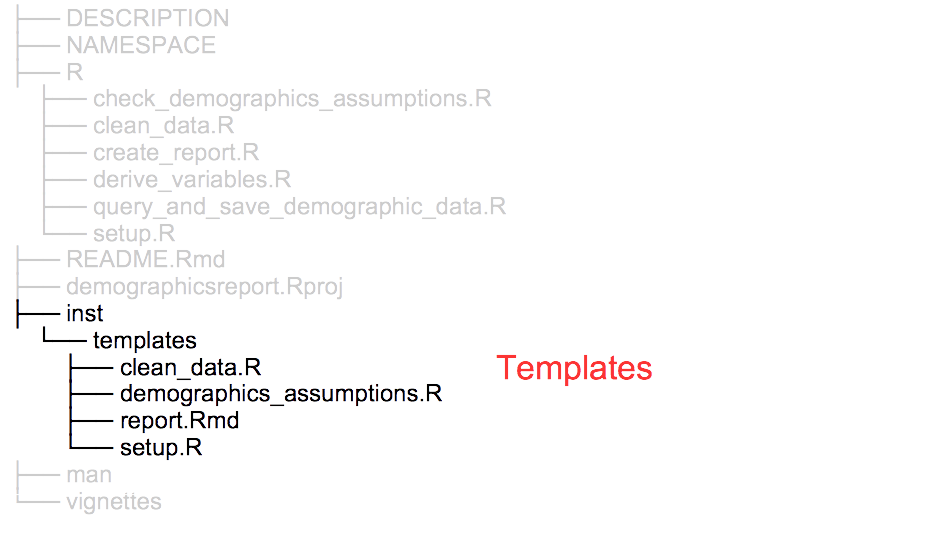 DESCRIPTION
NAMESPACE
R
check_demographics_assumptions.R
clean_data.R
create_report.R
derive_variables.R
query_and_save_demographic_data.R
setup.R
README.Rmd
demographicsreport.Rproj
inst
templates
clean_data.R
Templates
demographics_assumptions.R
report.Rmd
setup.R
man
vignettes